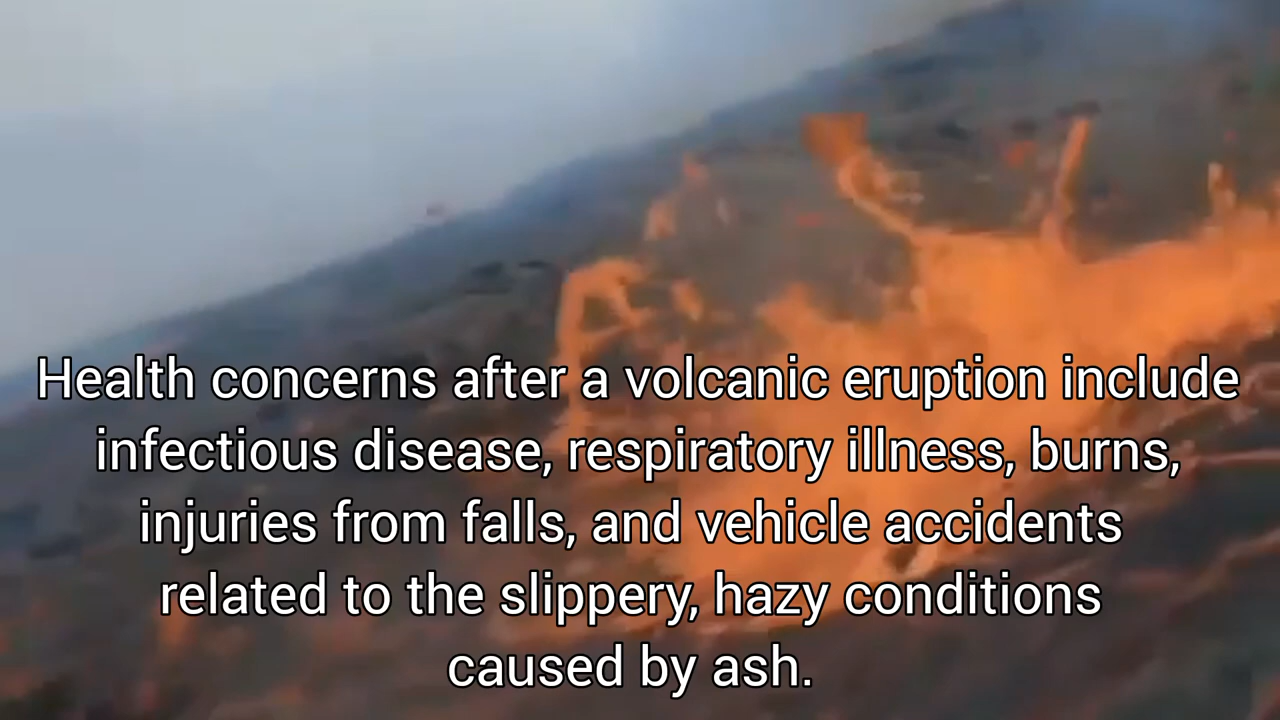 Health concerns after a volcanic eruption include
infectious disease, respiratory illness, burns,
injuries from falls, and vehicle accidents
related to the slippery, hazy conditions
caused by ash.